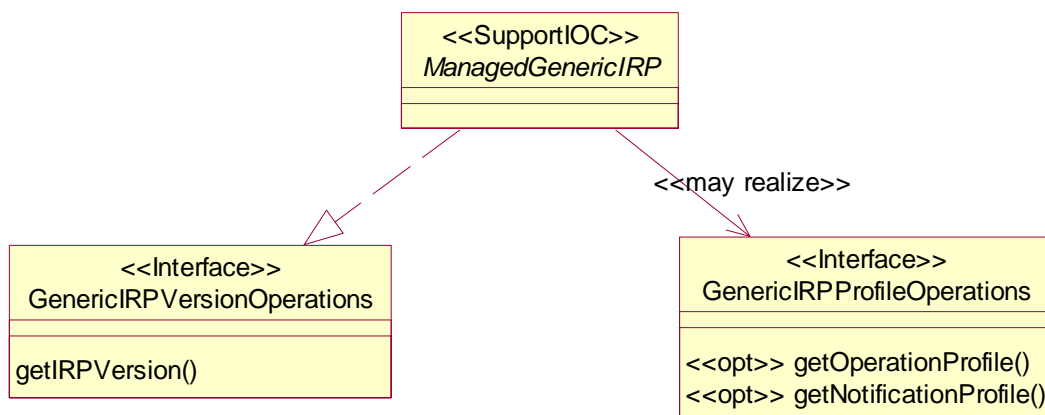 <<SupportIOC>>
ManagedGenericIRP
<<may realize>>
<<Interface>>
GenericIRPVersionOperations
getIRPVersion()
<<Interface>>
GenericIRPProfileOperations
<<opt>> getOperationProfile()
<<opt>> getNotificationProfile()